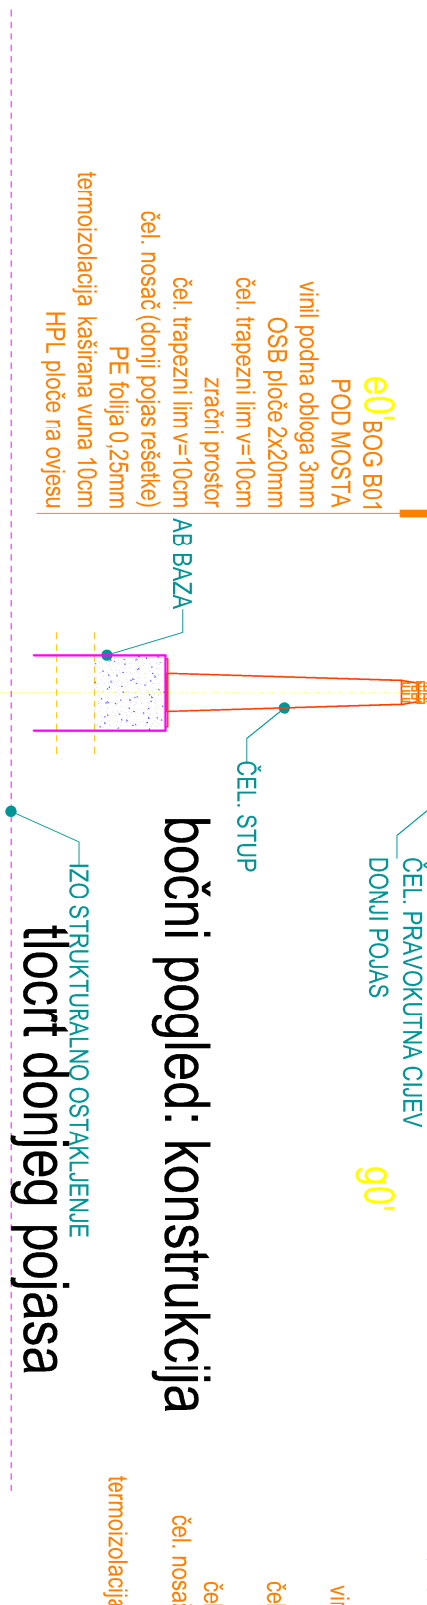 e0' BOG B01
POD MOSTA
vinil podna obloga 3mm
OSB ploče 2x20mm
čel. trapezni lim v=10cm
zračni prostor
čel. trapezni lim v=10cm
čel. nosač (donji pojas rešetke)
PE folija 0,25mm
termoizolacija kaširana vuna 10cm
HPL ploče na ovjesu
AB BAZA
ČEL. STUP
ČEL. PRAVOKUTNA CIJEV
DONJI POJAS
IZO STRUKTURALNO OSTAKLJENJE
g0'
bočni pogled: konstrukcija
tlocrt donjeg pojasa
termoizolacija